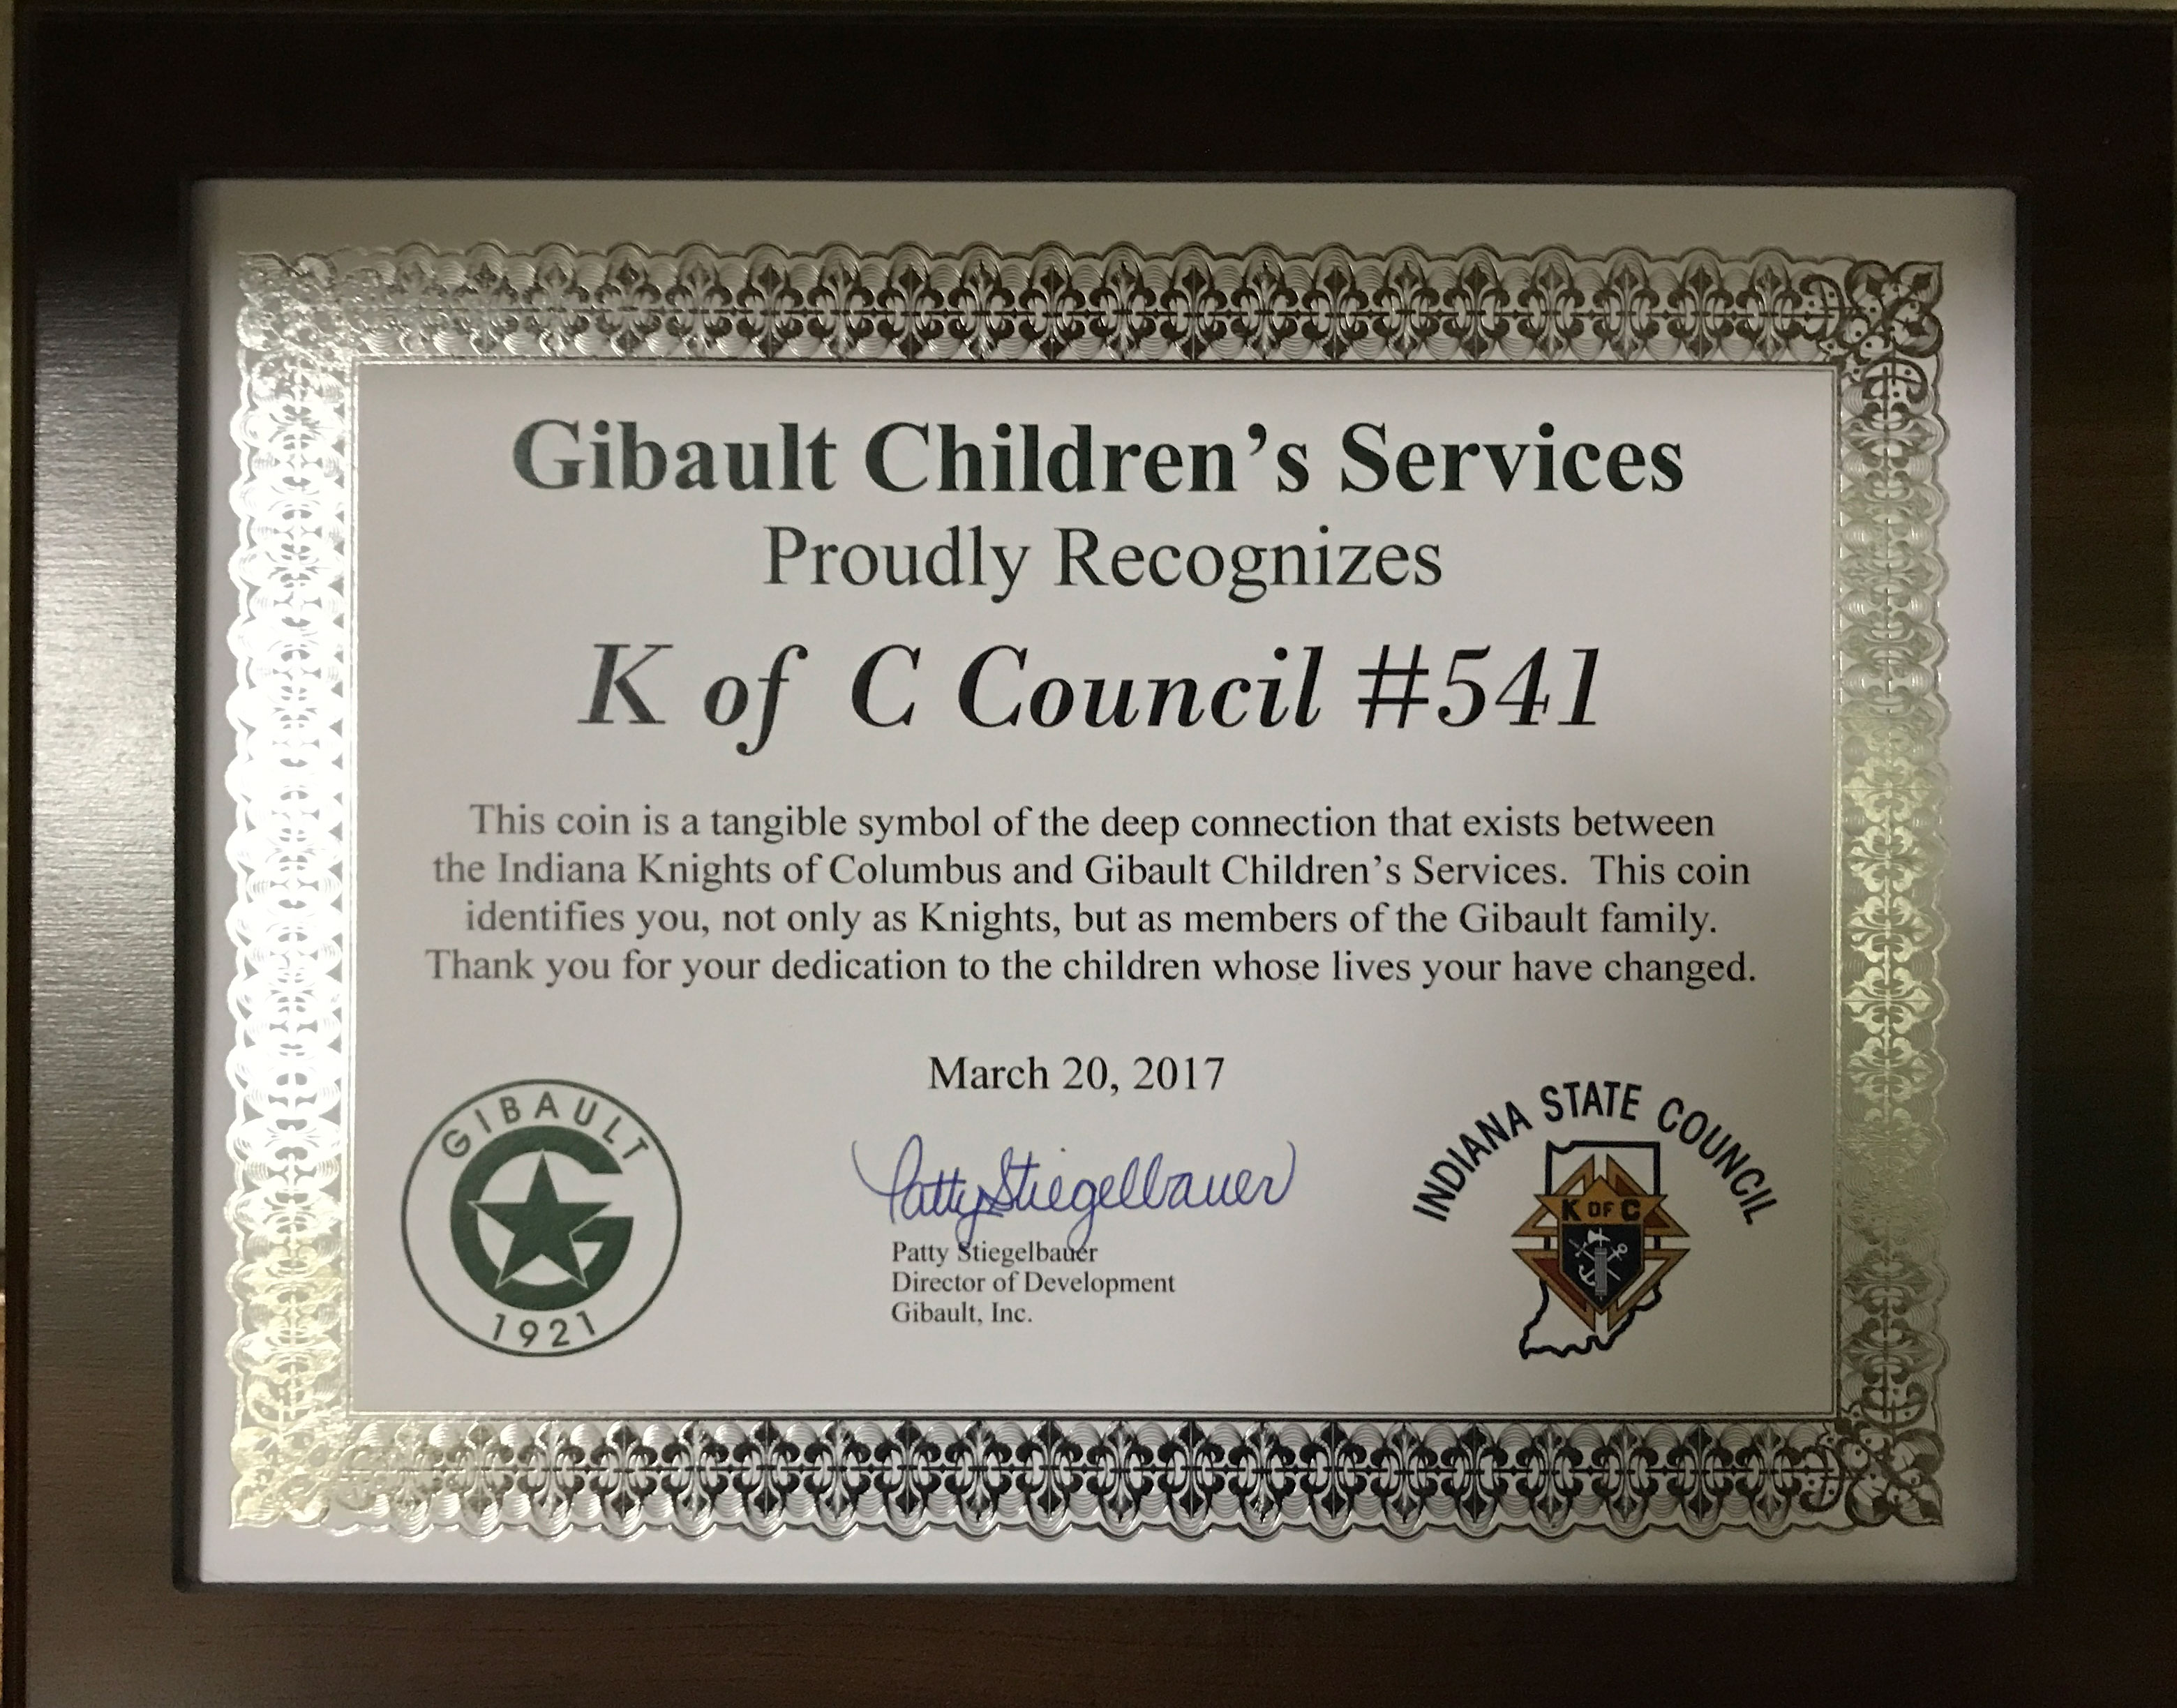 Gibault Children's Services
Proudly Recognizes
K of C Council #541
This coin is a tangible symbol of the deep connection that exists between
the Indiana Knights of Columbus and Gibault Children's Services. This coin
identifies you, not only as Knights, but as members of the Gibault family.
Thank you for your dedication to the children whose lives your have changed.
March 20, 2017
GIBAULT
G
1921
Patty Stiegelbauer
Patty Stiegelbauer
Director of Development
Gibault, Inc.
INDIANA STATE COUNCIL
K OF C